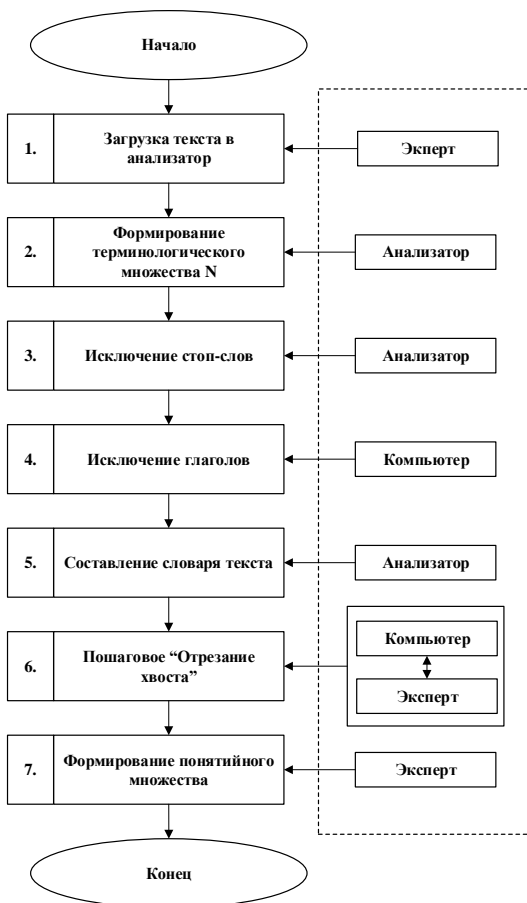 Начало
1.
Загрузка текста в
анализатор
Экперт
2.
Формирование
терминологического
множества N
Анализатор
3.
Исключение стоп-слов
Анализатор
4.
Исключение глаголов
Компьютер
5.
Составление словаря текста
Анализатор
6.
Пошаговое “Отрезание
хвоста”
Компьютер
Эксперт
7.
Формирование понятийного
множества
Эксперт
Конец